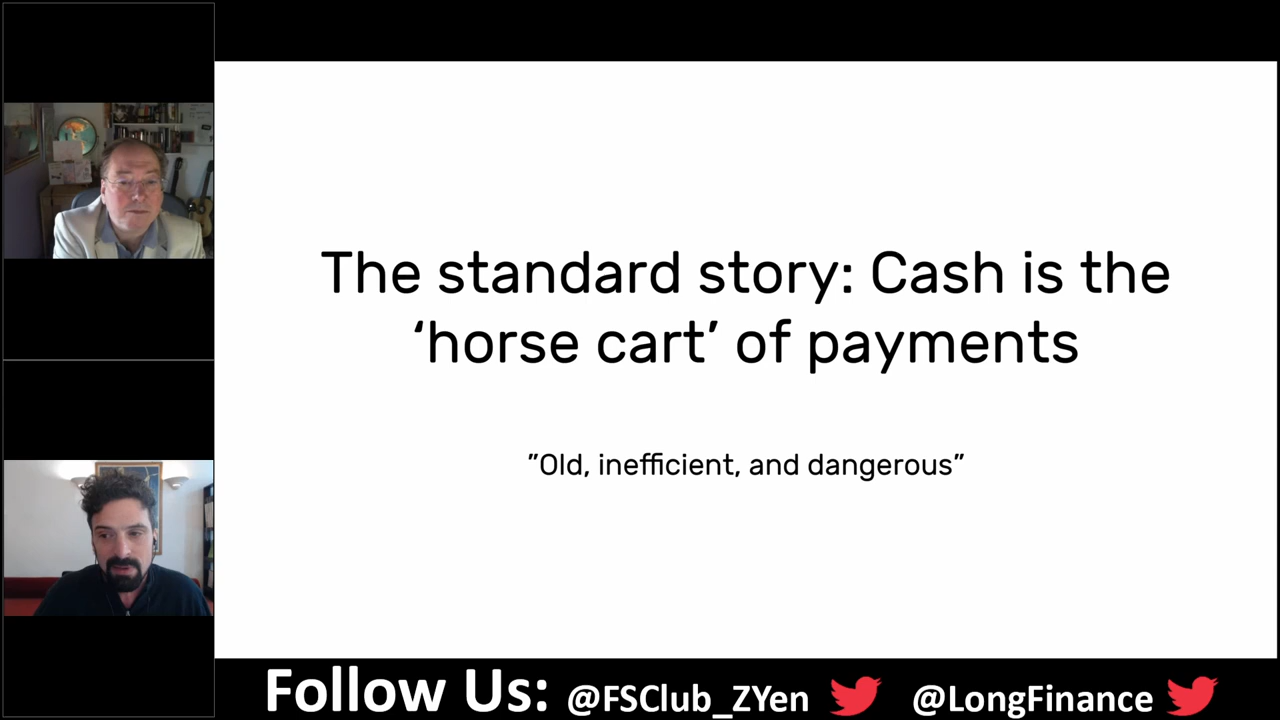 The standard story: Cash is the
‘horse cart’ of payments
”Old, inefficient, and dangerous”
Follow Us: @FSClub_ZYen @LongFinance